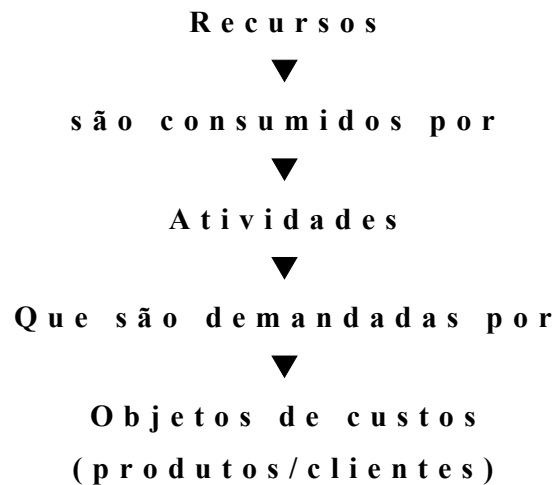 Recursos
são consumidos por
Atividades
Que são demandadas por
Objetos de custos
(produtos/clientes)